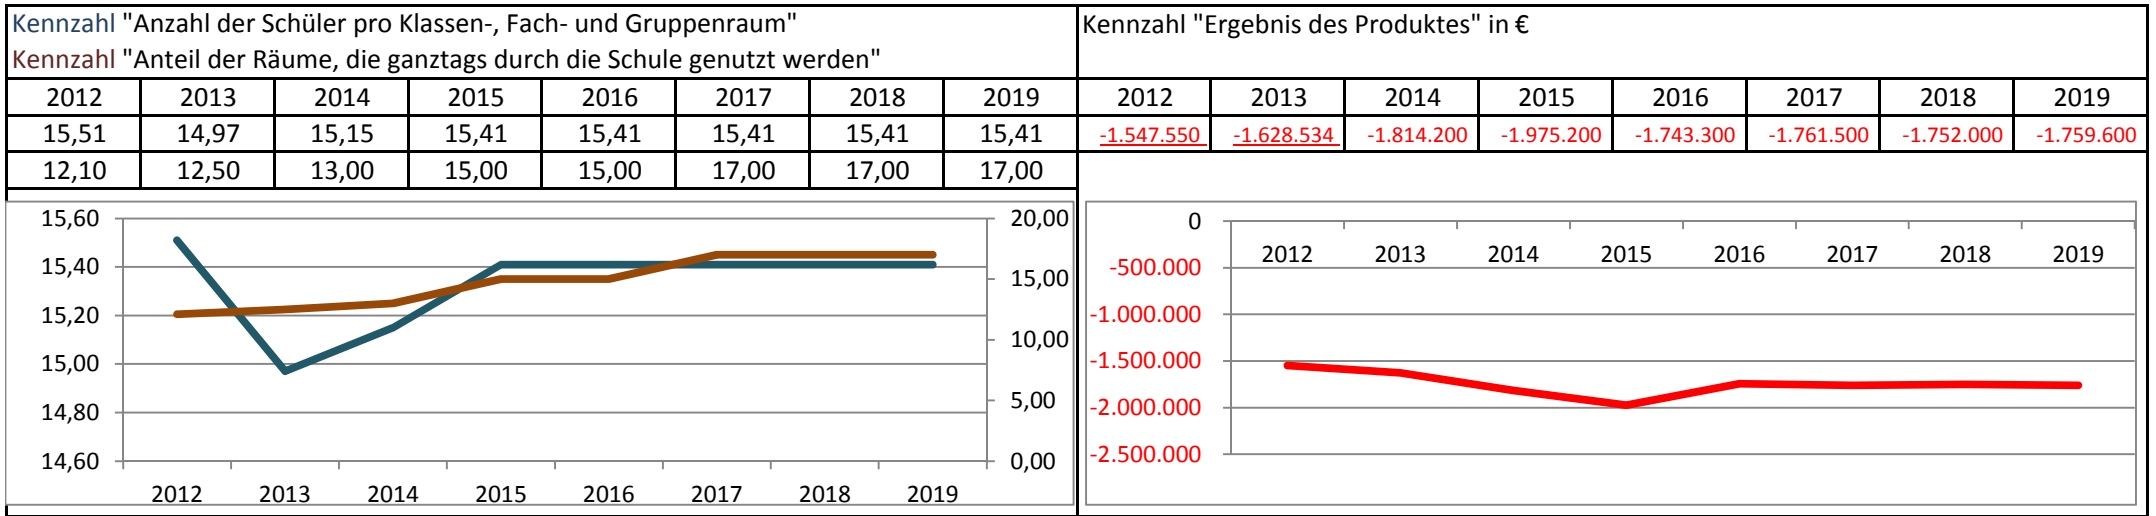 Kennzahl "Anzahl der Schüler pro Klassen-, Fach- und Gruppenraum"
Kennzahl "Anteil der Räume, die ganztags durch die Schule genutzt werden"
2012 2013 2014 2015 2016 2017 2018 2019
15,51 14,97 15,15 15,41 15,41 15,41 15,41 15,41
12,10 12,50 13,00 15,00 15,00 17,00 17,00 17,00
15,60
15,40
15,20
15,00
14,80
14,60
20,00
15,00
10,00
5,00
0,00
2012 2013 2014 2015 2016 2017 2018 2019
Kennzahl "Ergebnis des Produktes" in €
2012 2013 2014 2015 2016 2017 2018 2019
-1.547.550 -1.628.534 -1.814.200 -1.975.200 -1.743.300 -1.761.500 -1.752.000 -1.759.600
0
-500.000
-1.000.000
-1.500.000
-2.000.000
-2.500.000
2012 2013 2014 2015 2016 2017 2018 2019